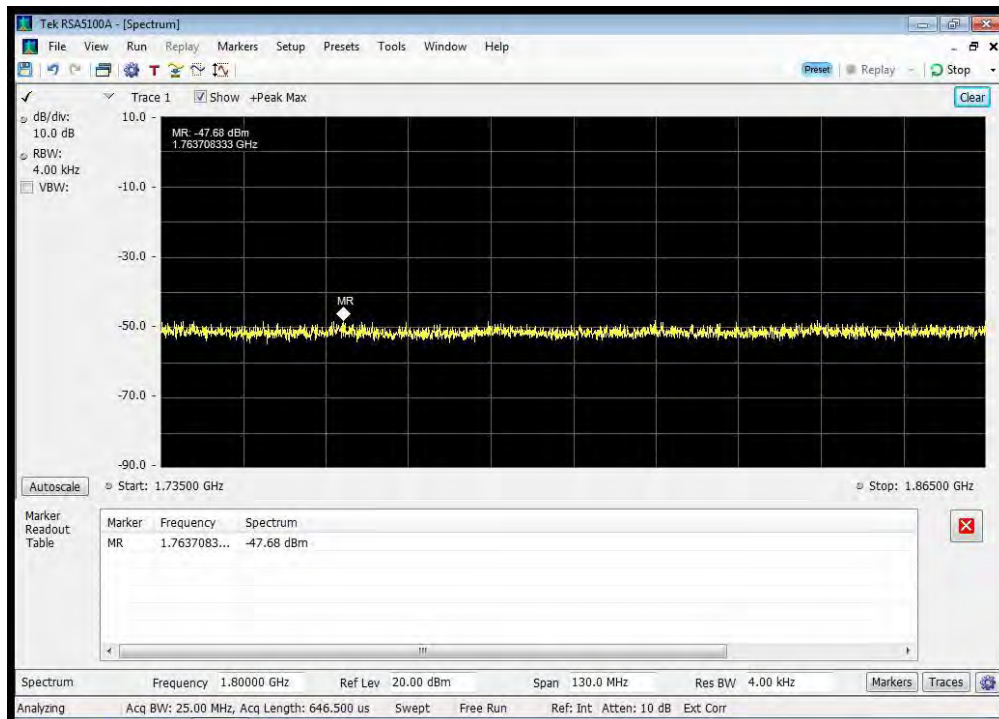 Tek RSA5100A - [Spectrum]
File View Run Replay Markers Setup Presets Tools Window Help
T
Preset Replay Stop
Trace 1 Show +Peak Max Clear
dB/div:
10.0 dB
RBW:
4.00 kHz
VBW:
10.0
-10.0
-30.0
-50.0
-70.0
-90.0
MR: -47.68 dBm
1.763708333 GHz
MR
Autoscale Start: 1.73500 GHz Stop: 1.86500 GHz
Marker
Readout
Table
Marker Frequency Spectrum
MR 1.7637083... -47.68 dBm
Spectrum Frequency 1.80000 GHz Ref Lev 20.00 dBm Span 130.0 MHz Res BW 4.00 kHz Markers Traces
Analyzing Acq BW: 25.00 MHz, Acq Length: 646.500 us Swept Free Run Ref: Int Atten: 10 dB Ext Corr